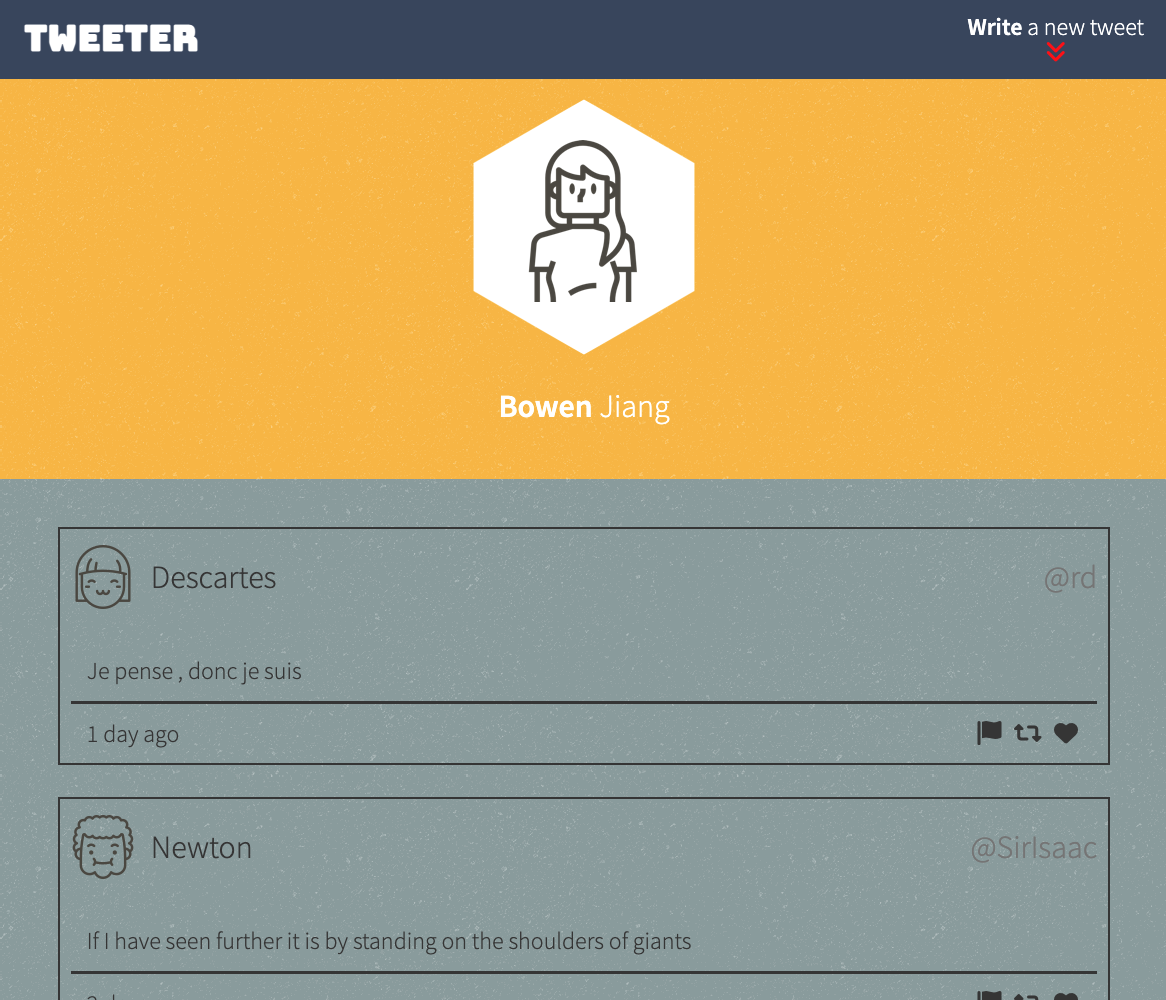 TWEETER
Write a new tweet
Bowen Jiang
Descartes
@rd
Je pense , donc je suis
1 day ago
Newton
@SirIsaac
If I have seen further it is by standing on the shoulders of giants